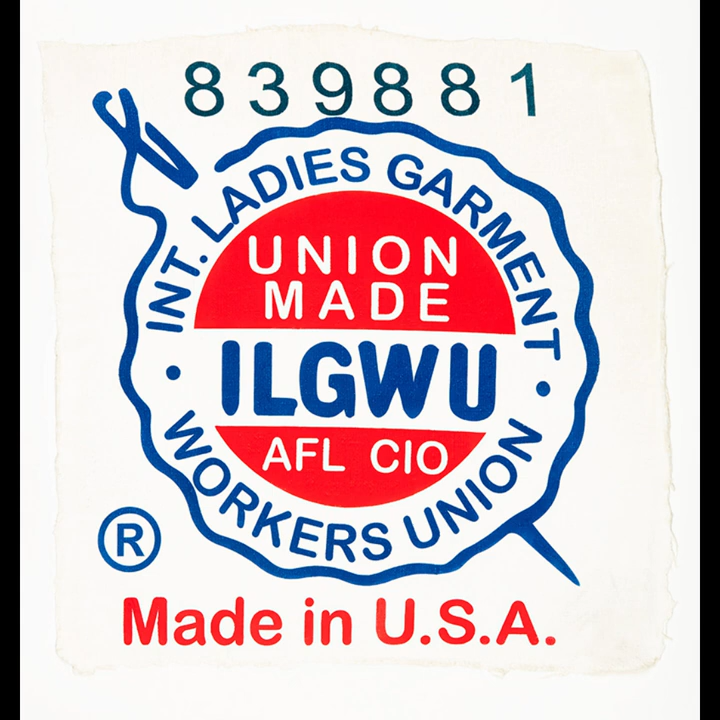 839881
INT. LADIES GARMENT
UNION
MADE
ILGWU
AFL CIO
WORKERS UNION
®
Made in U.S.A.